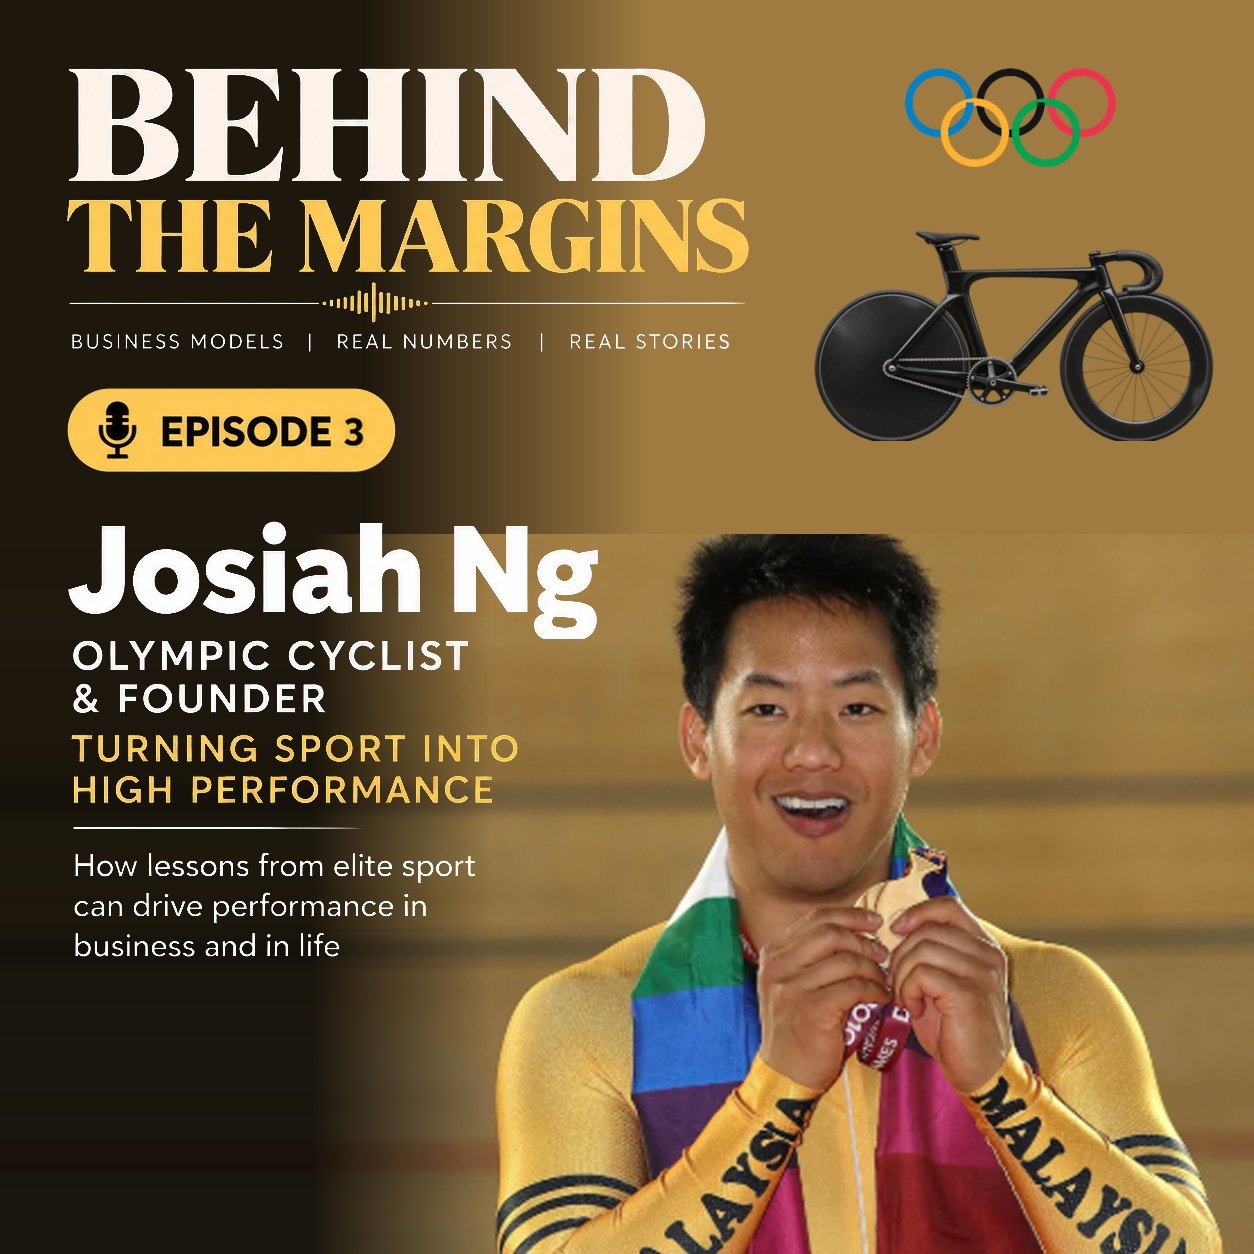 BEHIND
THE MARGINS
BUSINESS MODELS | REAL NUMBERS | REAL STORIES
EPISODE 3
Josiah Ng
OLYMPIC CYCLIST
& FOUNDER
TURNING SPORT INTO
HIGH PERFORMANCE
How lessons from elite sport
can drive performance in
business and in life
MALAYSIA